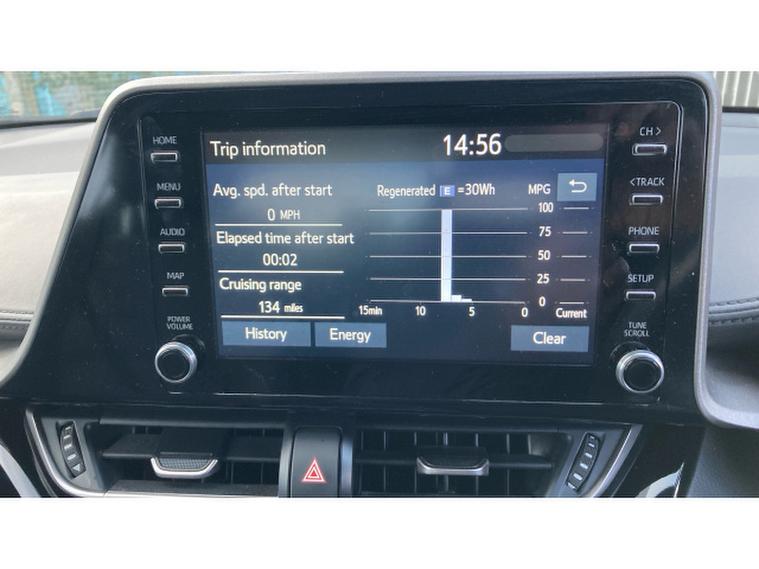 HOME
MENU
AUDIO
MAP
POWER
VOLUME
Trip information
14:56
Avg. spd. after start
0 MPH
Elapsed time after start
00:02
Cruising range
134 miles
Regenerated E =30Wh
MPG
100
75
50
25
0
15min 10 5 0 Current
History
Energy
Clear
CH >
< TRACK
PHONE
SETUP
TUNE
SCROLL